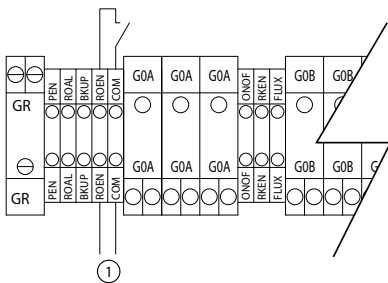 PEN ROAL BKUP ROEN COM G0A G0A G0A ONOF RKEN FLUX G0B G0B
GR
GR PEN ROAL BKUP ROEN COM G0A G0A G0A ONOF RKEN FLUX G0B G0B
1